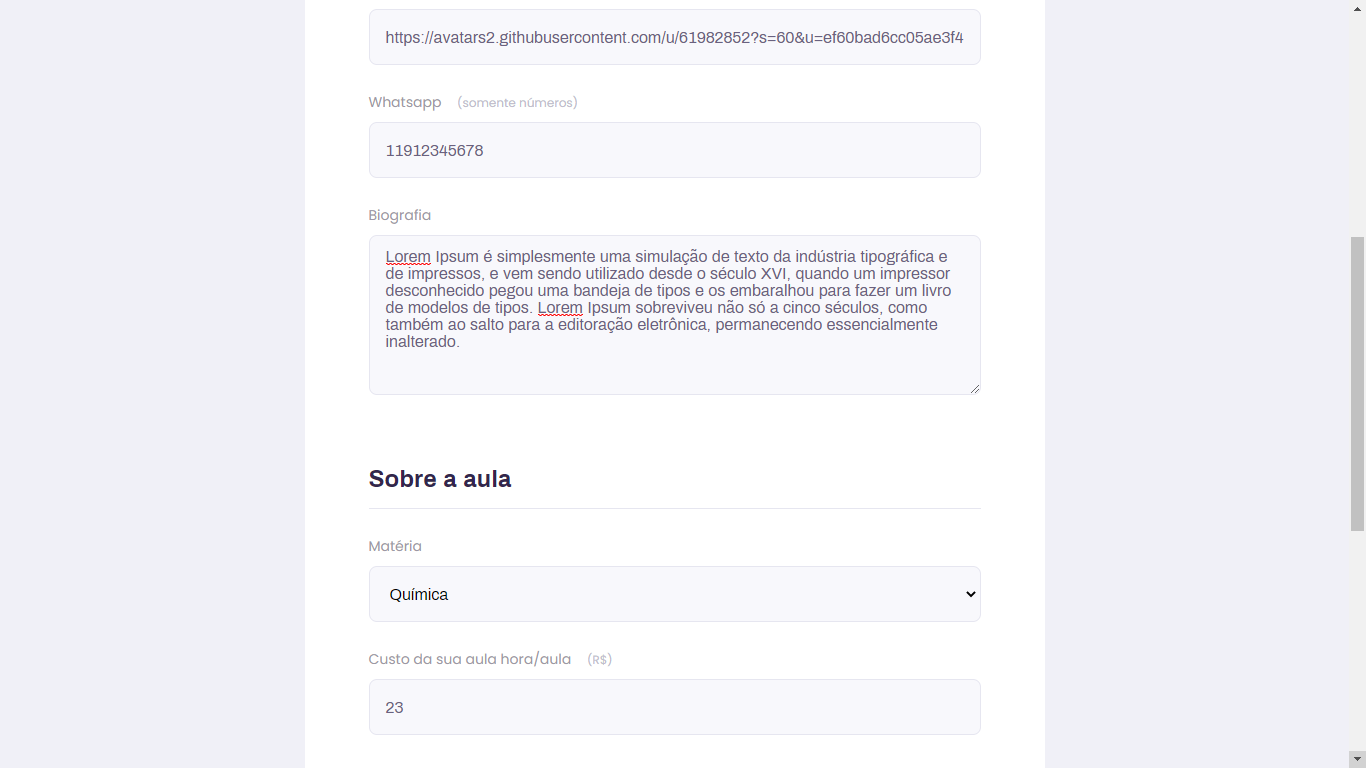 https://avatars2.githubusercontent.com/u/61982852?s=60&u=ef60bad6cc05ae3f4
Whatsapp (somente números)
11912345678
Biografia
Lorem Ipsum é simplesmente uma simulação de texto da indústria tipográfica e
de impressos, e vem sendo utilizado desde o século XVI, quando um impressor
desconhecido pegou uma bandeja de tipos e os embaralhou para fazer um livro
de modelos de tipos. Lorem Ipsum sobreviveu não só a cinco séculos, como
também ao salto para a editoração eletrônica, permanecendo essencialmente
inalterado.
Sobre a aula
Matéria
Química
Custo da sua aula hora/aula (R$)
23